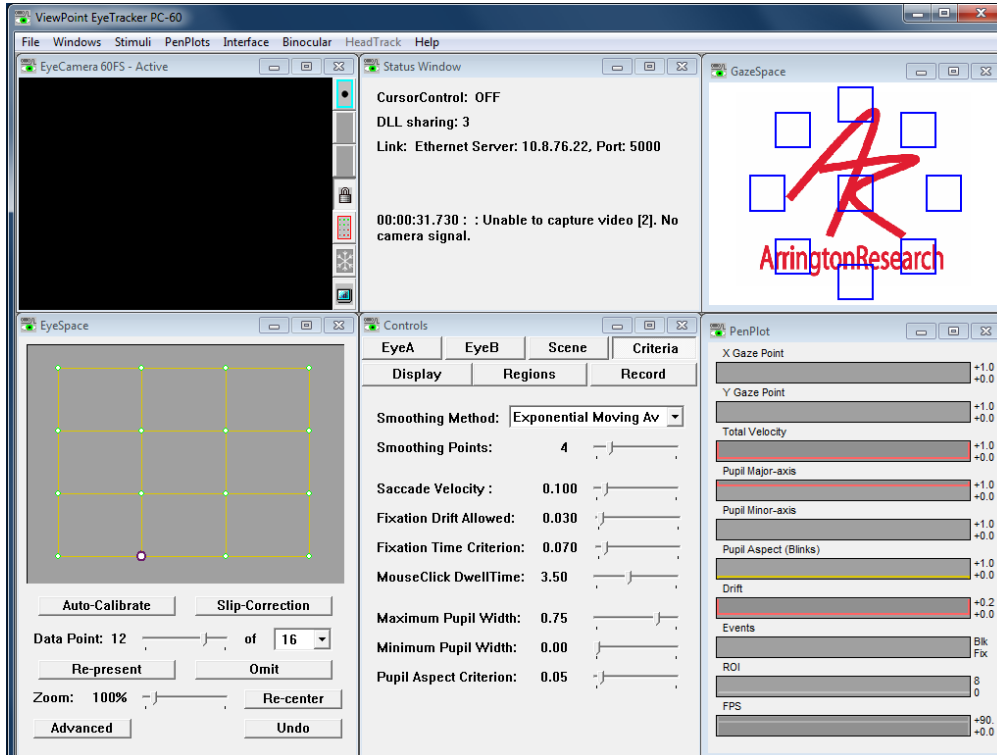 ViewPoint EyeTracker PC-60
File Windows Stimuli PenPlots Interface Binocular HeadTrack Help
EyeCamera 60FS - Active
Status Window
CursorControl: OFF
DLL sharing: 3
Link: Ethernet Server: 10.8.76.22, Port: 5000
00:00:31.730 : : Unable to capture video [2]. No
camera signal.
GazeSpace
ArringtonResearch
EyeSpace
Auto-Calibrate Slip-Correction
Data Point: 12 of 16
Re-present Omit
Zoom: 100% Re-center
Advanced Undo
Controls
EyeA EyeB Scene Criteria
Display Regions Record
Smoothing Method: Exponential Moving Av
Smoothing Points: 4
Saccade Velocity : 0.100
Fixation Drift Allowed: 0.030
Fixation Time Criterion: 0.070
MouseClick DwellTime: 3.50
Maximum Pupil Width: 0.75
Minimum Pupil Width: 0.00
Pupil Aspect Criterion: 0.05
PenPlot
X Gaze Point
+1.0
+0.0
Y Gaze Point
+1.0
+0.0
Total Velocity
+1.0
+0.0
Pupil Major-axis
+1.0
+0.0
Pupil Minor-axis
+1.0
+0.0
Pupil Aspect (Blinks)
+1.0
+0.0
Drift
+0.2
+0.0
Events
Blk
Fix
ROI
8
0
FPS
+90.
+0.0